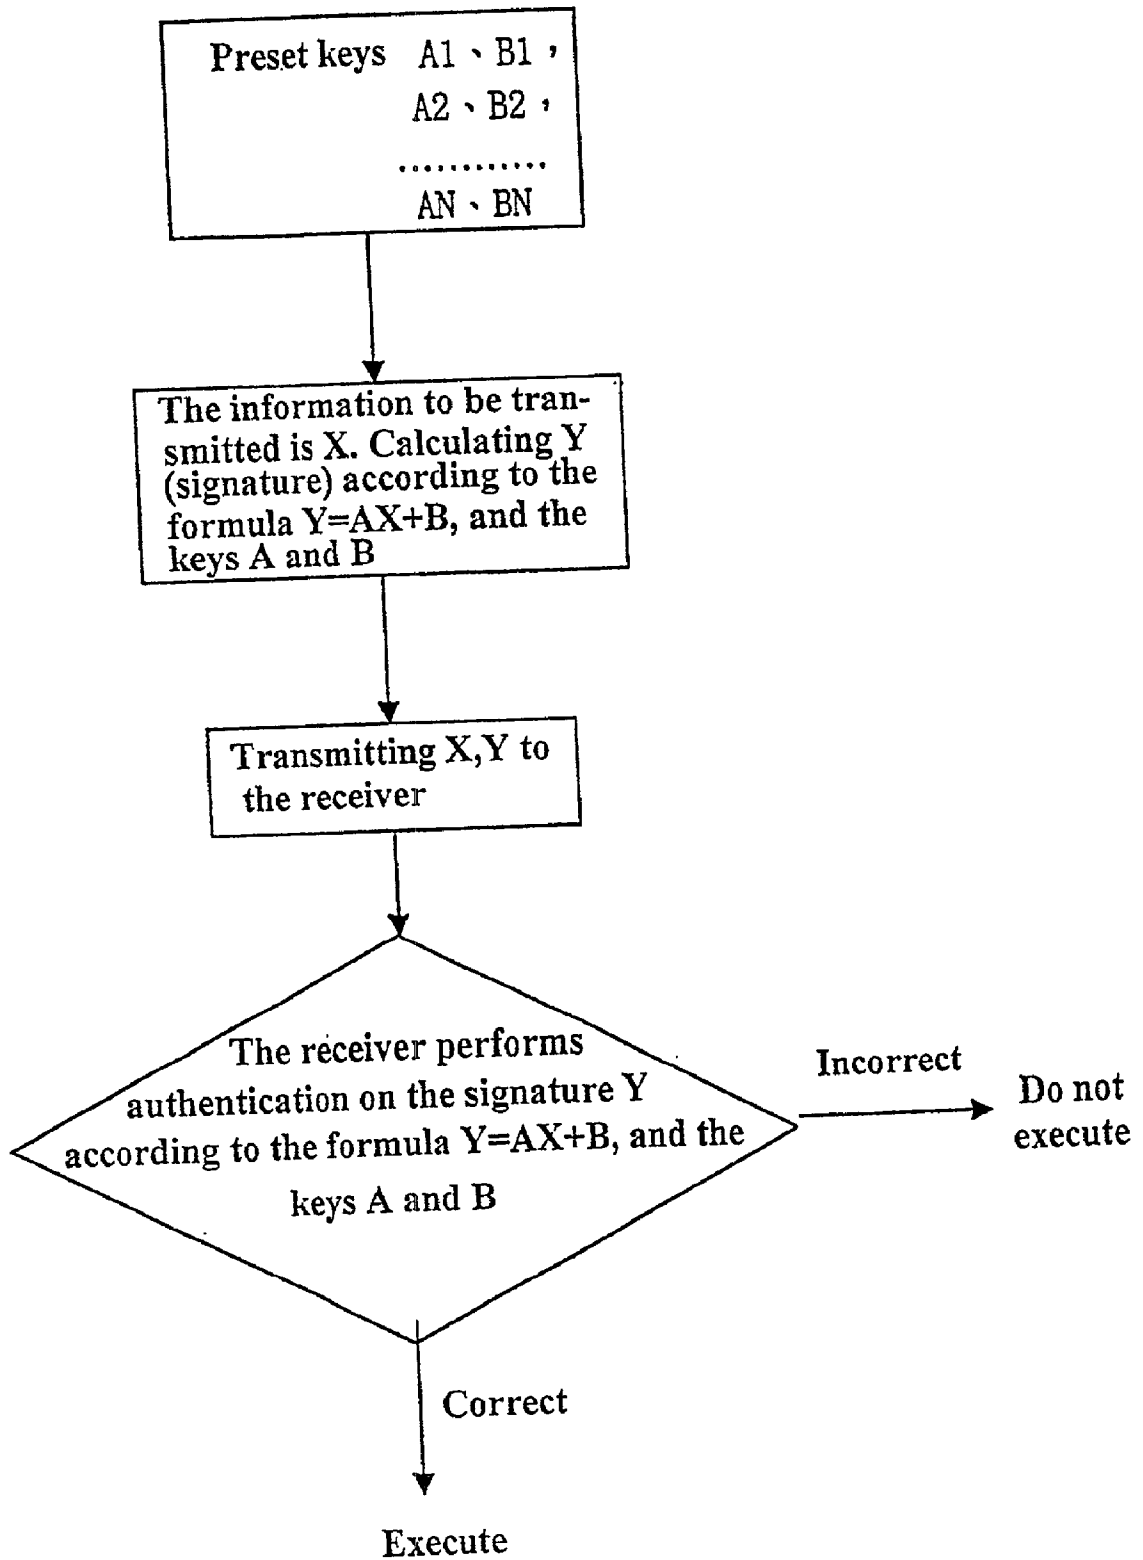 Preset keys A1、B1，
A2、B2，
............
AN、BN
The information to be tran-
smitted is X. Calculating Y
(signature) according to the
formula Y=AX+B, and the
keys A and B
Transmitting X,Y to
the receiver
The receiver performs
authentication on the signature Y
according to the formula Y=AX+B, and the
keys A and B
Incorrect
Do not
execute
Correct
Execute